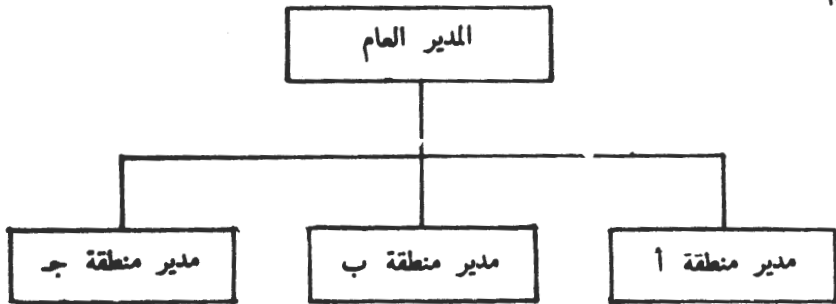 المدير العام
مدير منطقة أ
مدير منطقة ب
مدير منطقة جـ